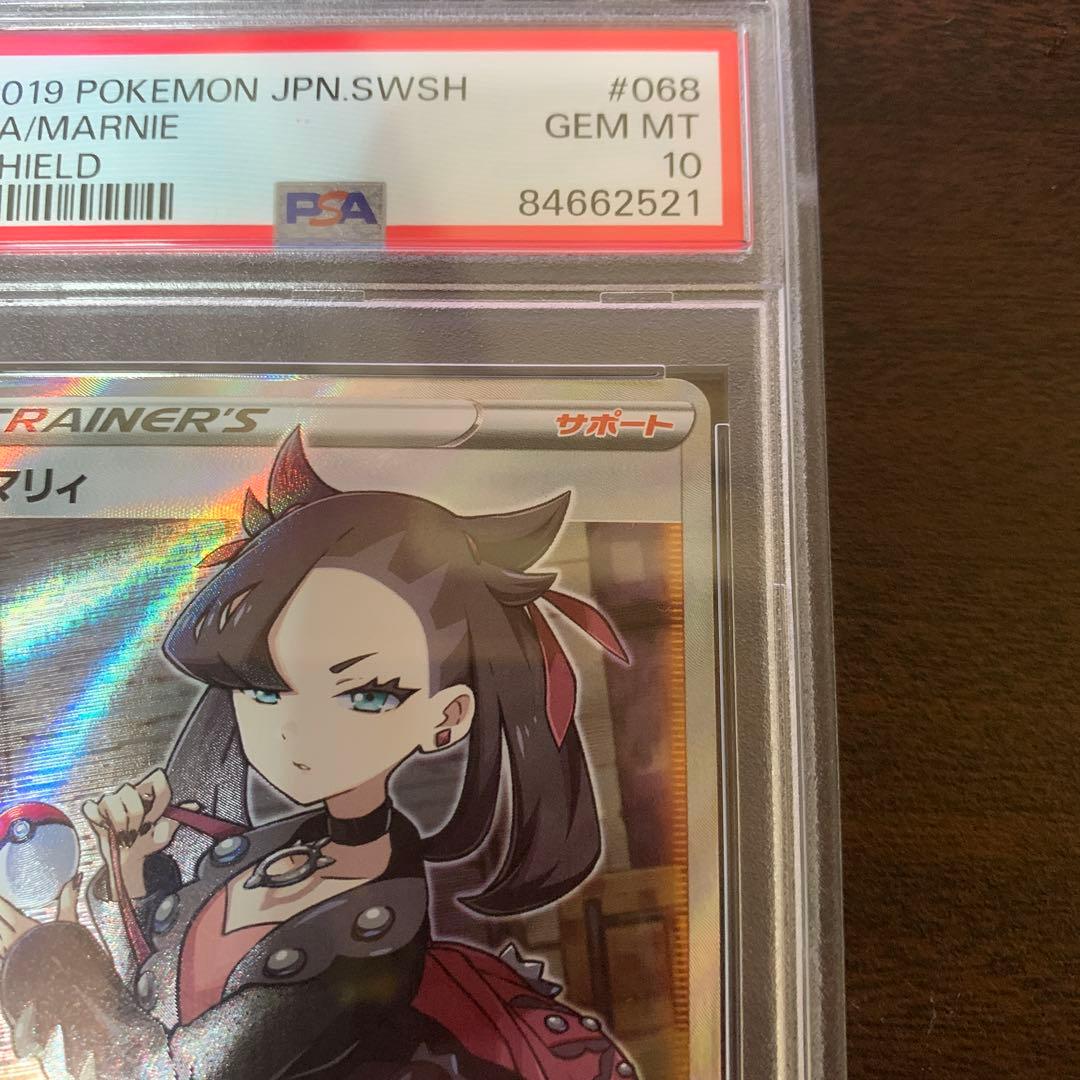 019 POKEMON JPN.SWSH #068
A/MARNIE GEM MT
HIELD 10
PSA 84662521
TRAINER'S サポート
マリィ